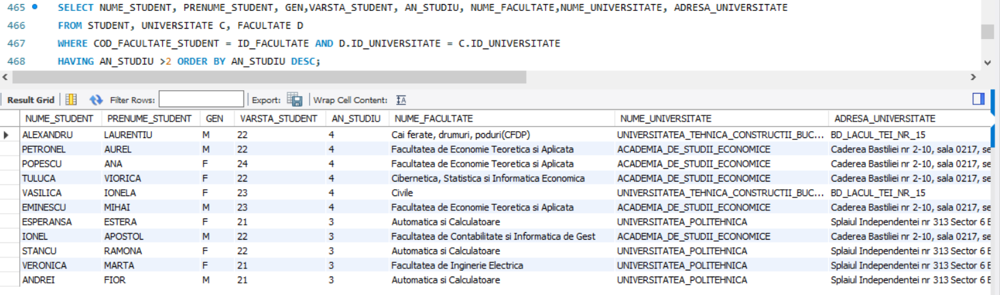 465 SELECT NUME_STUDENT, PRENUME_STUDENT, GEN,VARSTA_STUDENT, AN_STUDIU, NUME_FACULTATE,NUME_UNIVERSITATE, ADRESA_UNIVERSITATE
466 FROM STUDENT, UNIVERSITATE C, FACULTATE D
467 WHERE COD_FACULTATE_STUDENT = ID_FACULTATE AND D.ID_UNIVERSITATE = C.ID_UNIVERSITATE
468 HAVING AN_STUDIU >2 ORDER BY AN_STUDIU DESC;
Result Grid Filter Rows: Export: Wrap Cell Content: IA
NUME_STUDENT PRENUME_STUDENT GEN VARSTA_STUDENT AN_STUDIU NUME_FACULTATE NUME_UNIVERSITATE ADRESA_UNIVERSITATE
ALEXANDRU LAURENTIU M 22 4 Cai ferate, drumuri, poduri(CFDP) UNIVERSITATEA_TEHNICA_CONSTRUCTII_BUC... BD_LACUL_TEI_NR_15
PETRONEL AUREL M 22 4 Facultatea de Economie Teoretica si Aplicata ACADEMIA_DE_STUDII_ECONOMICE Caderea Bastiliei nr 2-10, sala 0217, se
POPESCU ANA F 24 4 Facultatea de Economie Teoretica si Aplicata ACADEMIA_DE_STUDII_ECONOMICE Caderea Bastiliei nr 2-10, sala 0217, se
TULUCA VIORICA F 22 4 Cibernetica, Statistica si Informatica Economica ACADEMIA_DE_STUDII_ECONOMICE Caderea Bastiliei nr 2-10, sala 0217, se
VASILICA IONELA F 23 4 Civile UNIVERSITATEA_TEHNICA_CONSTRUCTII_BUC... BD_LACUL_TEI_NR_15
EMINESCU MIHAI M 23 4 Facultatea de Economie Teoretica si Aplicata ACADEMIA_DE_STUDII_ECONOMICE Caderea Bastiliei nr 2-10, sala 0217, se
ESPERANSA ESTERA F 21 3 Automatica si Calculatoare UNIVERSITATEA_POLITEHNICA Splaiul Independentei nr 313 Sector 6 B
IONEL APOSTOL M 22 3 Facultatea de Contabilitate si Informatica de Gest ACADEMIA_DE_STUDII_ECONOMICE Caderea Bastiliei nr 2-10, sala 0217, se
STANCU RAMONA F 22 3 Automatica si Calculatoare UNIVERSITATEA_POLITEHNICA Splaiul Independentei nr 313 Sector 6 B
VERONICA MARTA F 21 3 Facultatea de Inginerie Electrica UNIVERSITATEA_POLITEHNICA Splaiul Independentei nr 313 Sector 6 B
ANDREI FIOR M 21 3 Automatica si Calculatoare UNIVERSITATEA_POLITEHNICA Splaiul Independentei nr 313 Sector 6 B